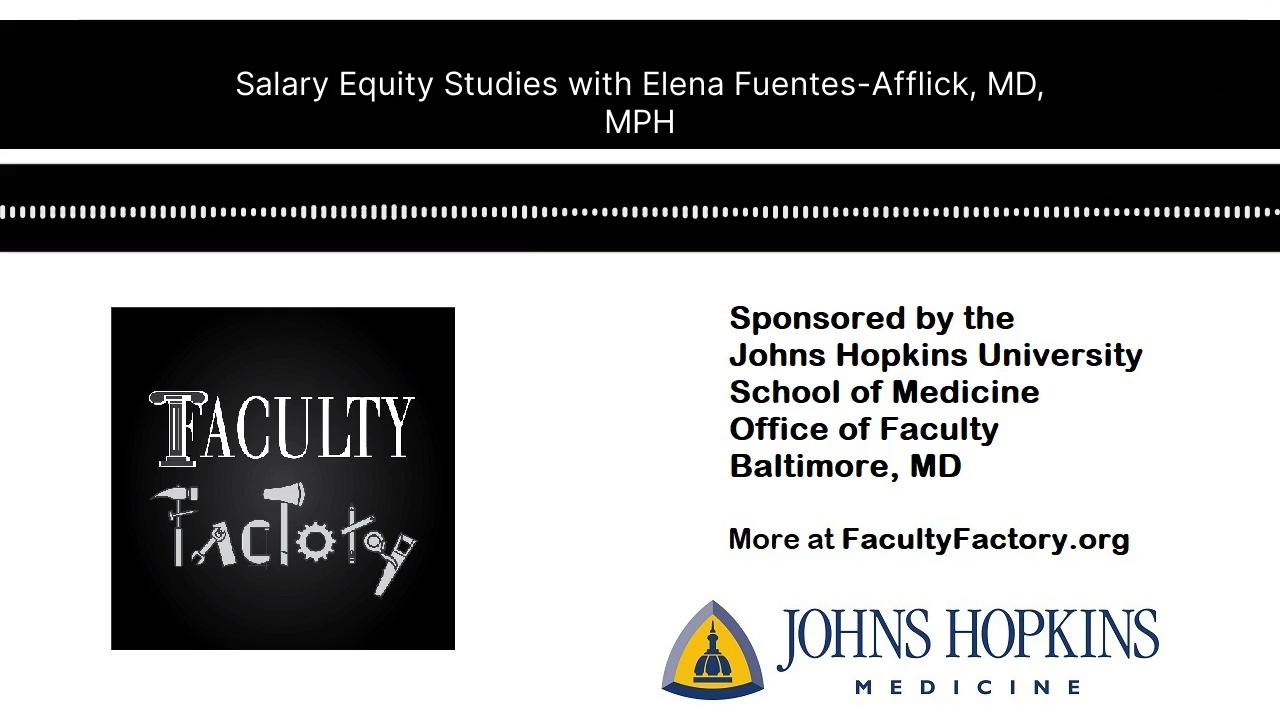 Salary Equity Studies with Elena Fuentes-Afflick, MD,
MPH
FACULTY
Factory
Sponsored by the
Johns Hopkins University
School of Medicine
Office of Faculty
Baltimore, MD
More at FacultyFactory.org
JOHNS HOPKINS
MEDICINE